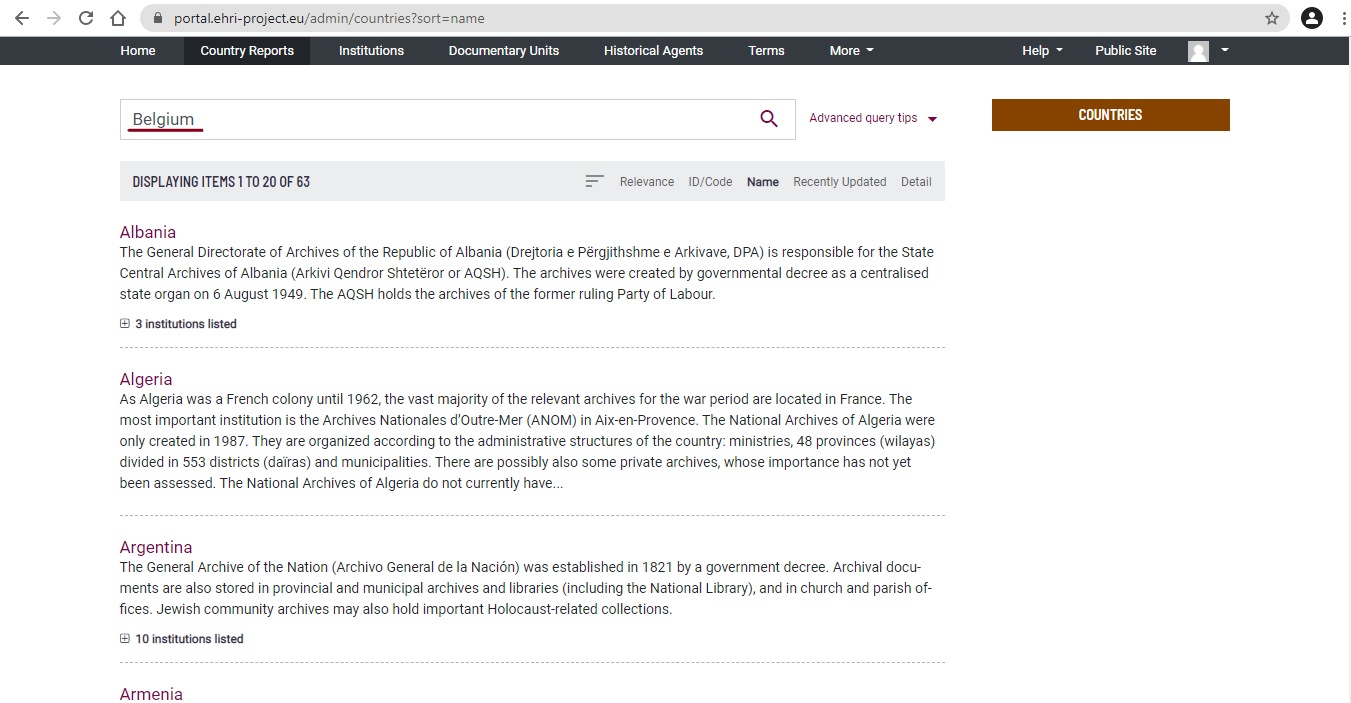 portal.ehri-project.eu/admin/countries?sort=name
Home Country Reports Institutions Documentary Units Historical Agents Terms More Help Public Site
Belgium
Advanced query tips
COUNTRIES
DISPLAYING ITEMS 1 TO 20 OF 63
Relevance ID/Code Name Recently Updated Detail
Albania
The General Directorate of Archives of the Republic of Albania (Drejtoria e Përgjithshme e Arkivave, DPA) is responsible for the State
Central Archives of Albania (Arkivi Qendror Shtetëror or AQSH). The archives were created by governmental decree as a centralised
state organ on 6 August 1949. The AQSH holds the archives of the former ruling Party of Labour.
3 institutions listed
Algeria
As Algeria was a French colony until 1962, the vast majority of the relevant archives for the war period are located in France. The
most important institution is the Archives Nationales d’Outre-Mer (ANOM) in Aix-en-Provence. The National Archives of Algeria were
only created in 1987. They are organized according to the administrative structures of the country: ministries, 48 provinces (wilayas)
divided in 553 districts (daïras) and municipalities. There are possibly also some private archives, whose importance has not yet
been assessed. The National Archives of Algeria do not currently have...
Argentina
The General Archive of the Nation (Archivo General de la Nación) was established in 1821 by a government decree. Archival docu-
ments are also stored in provincial and municipal archives and libraries (including the National Library), and in church and parish of-
fices. Jewish community archives may also hold important Holocaust-related collections.
10 institutions listed
Armenia